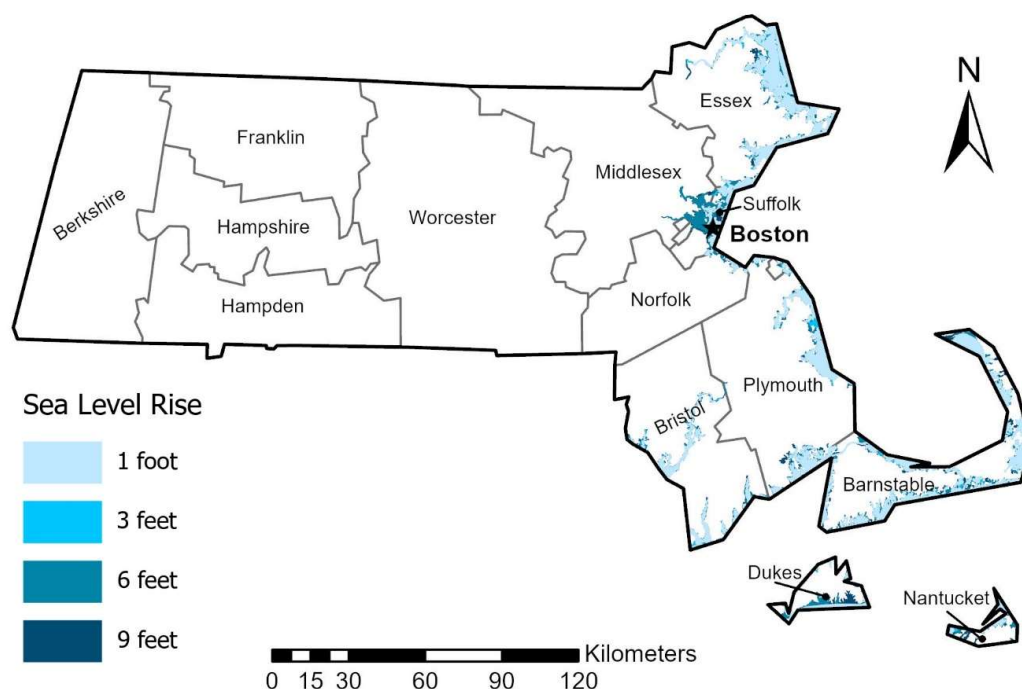 N
Essex
Franklin
Middlesex
Berkshire
Suffolk
Hampshire
Worcester
Boston
Hampden
Norfolk
Plymouth
Bristol
Barnstable
Dukes
Nantucket
Sea Level Rise
1 foot
3 feet
6 feet
9 feet
Kilometers
0 15 30 60 90 120